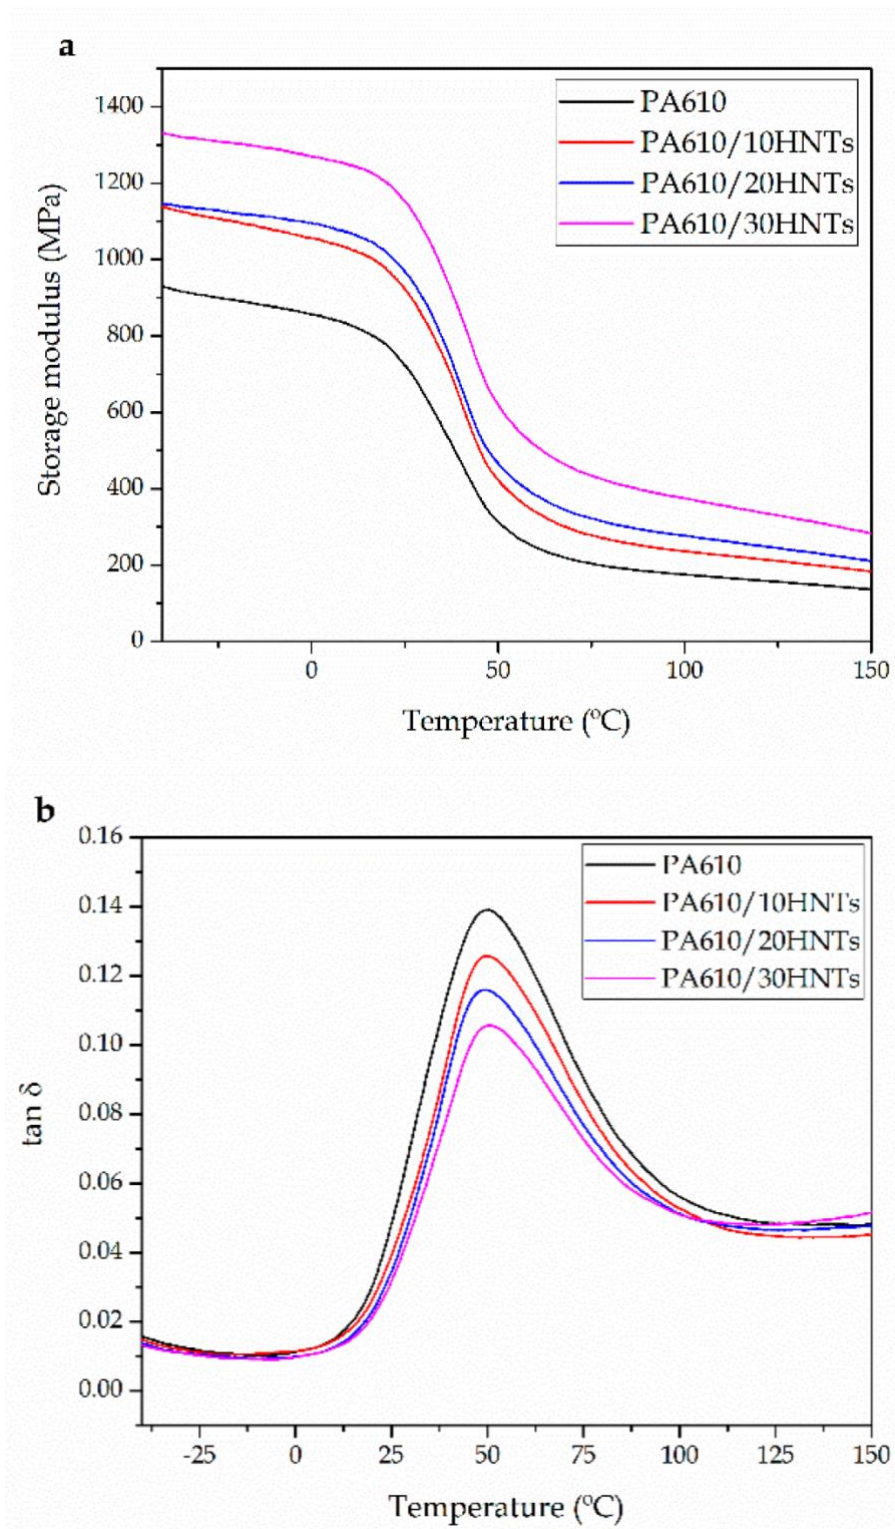 a
PA610
PA610/10HNTs
PA610/20HNTs
PA610/30HNTs
1400
1200
1000
800
600
400
200
0
Storage modulus (MPa)
0
50
100
150
Temperature (ºC)
b
PA610
PA610/10HNTs
PA610/20HNTs
PA610/30HNTs
0.16
0.14
0.12
0.10
0.08
0.06
0.04
0.02
0.00
tan δ
-25
0
25
50
75
100
125
150
Temperature (ºC)